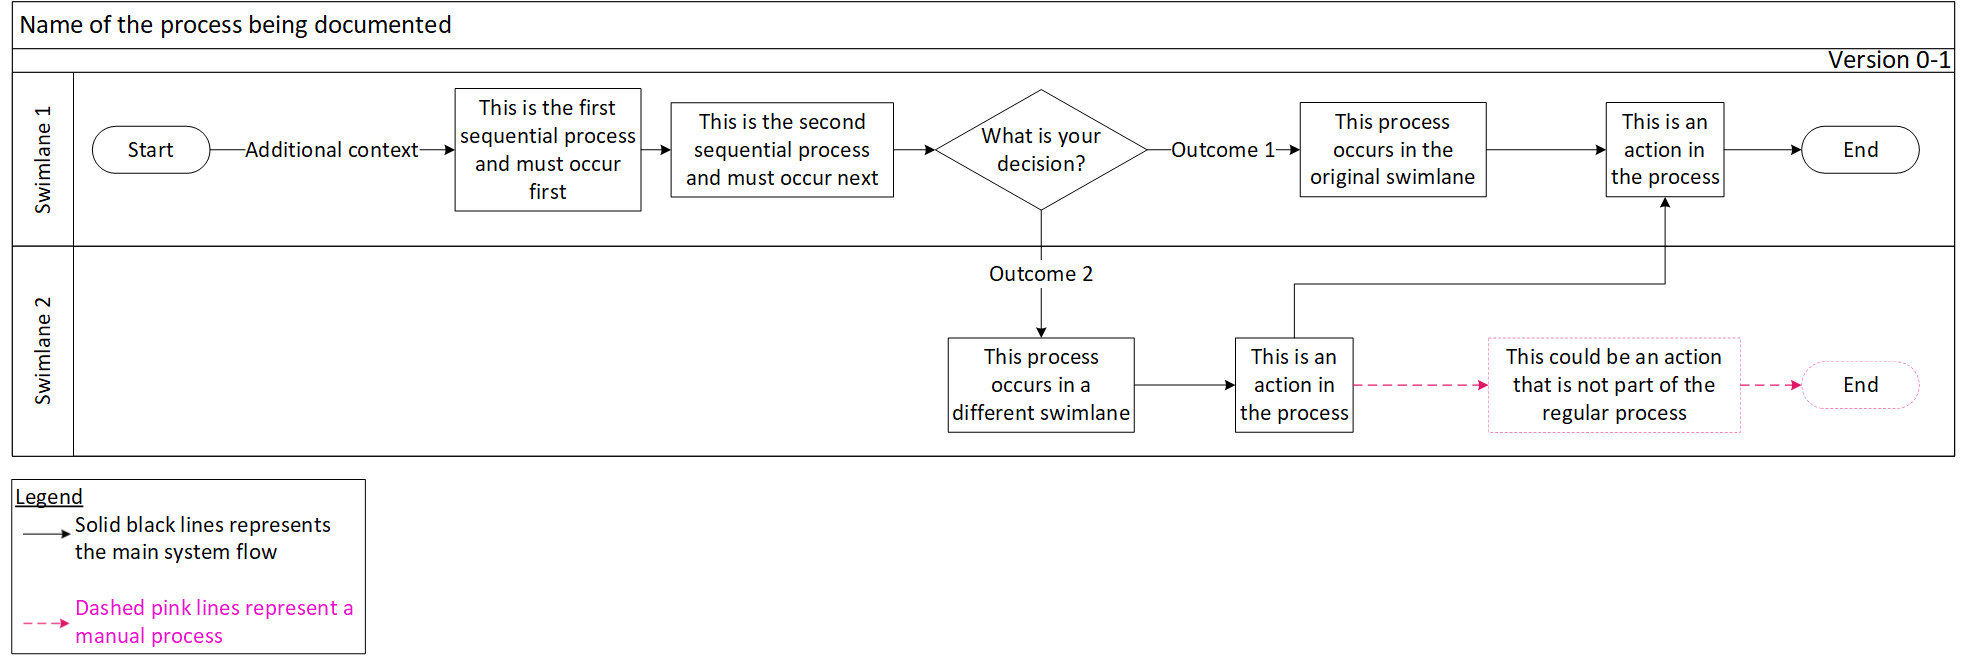 Name of the process being documented
Version 0-1
Swimlane 1
Start
Additional context
This is the first
sequential process
and must occur
first
This is the second
sequential process
and must occur next
What is your
decision?
Outcome 1
This process
occurs in the
original swimlane
This is an
action in
the process
End
Swimlane 2
Outcome 2
This process
occurs in a
different swimlane
This is an
action in
the process
This could be an action
that is not part of the
regular process
End
Legend
Solid black lines represents
the main system flow
Dashed pink lines represent a
manual process